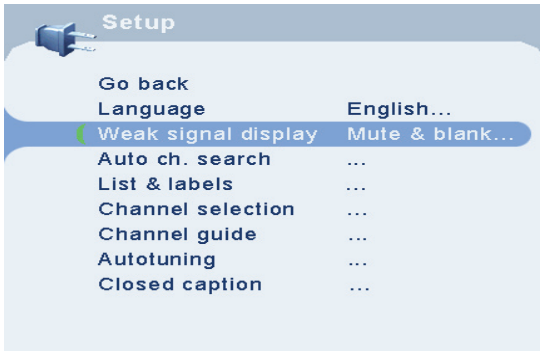 Setup
Go back
Language English...
Weak signal display Mute & blank...
Auto ch. search ...
List & labels ...
Channel selection ...
Channel guide ...
Autotuning ...
Closed caption ...